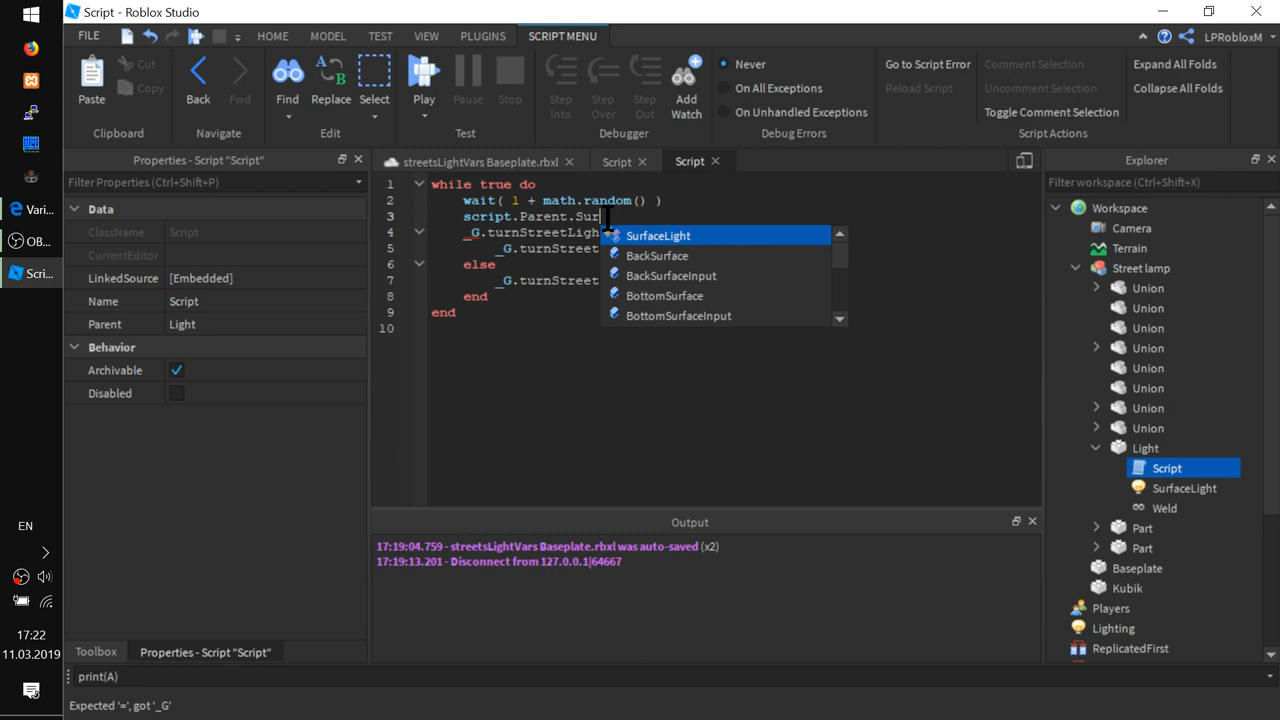 Script - Roblox Studio
FILE
HOME
MODEL
TEST
VIEW
PLUGINS
SCRIPT MENU
LPRobloxM
Paste
Cut
Copy
Clipboard
Back
Fwd
Navigate
Find
Replace
Select
Edit
Play
Pause
Stop
Test
Step Into
Step Over
Step Out
Add Watch
Debugger
Never
On All Exceptions
On Unhandled Exceptions
Debug Errors
Go to Script Error
Reload Script
Comment Selection
Uncomment Selection
Toggle Comment Selection
Expand All Folds
Collapse All Folds
Script Actions
Properties - Script "Script"
Filter Properties (Ctrl+Shift+P)
Data
ClassName Script
CurrentEditor
LinkedSource [Embedded]
Name Script
Parent Light
Behavior
Archivable
Disabled
Toolbox
Properties - Script "Script"
streetsLightVars Baseplate.rbxl
Script
Script
1 while true do
2 wait( 1 + math.random() )
3 script.Parent.Sur
4 _G.turnStreetLigh
5 _G.turnStreet
6 else
7 _G.turnStreet
8 end
9 end
10
SurfaceLight
BackSurface
BackSurfaceInput
BottomSurface
BottomSurfaceInput
Output
17:19:04.759 - streetsLightVars Baseplate.rbxl was auto-saved (x2)
17:19:13.201 - Disconnect from 127.0.0.1|64667
Explorer
Filter workspace (Ctrl+Shift+X)
Workspace
Camera
Terrain
Street lamp
Union
Union
Union
Union
Union
Union
Union
Union
Light
Script
SurfaceLight
Weld
Part
Part
Baseplate
Kubik
Players
Lighting
ReplicatedFirst
print(A)
Expected '=', got '_G'
Vari...
OB...
Scri...
EN
17:22
11.03.2019